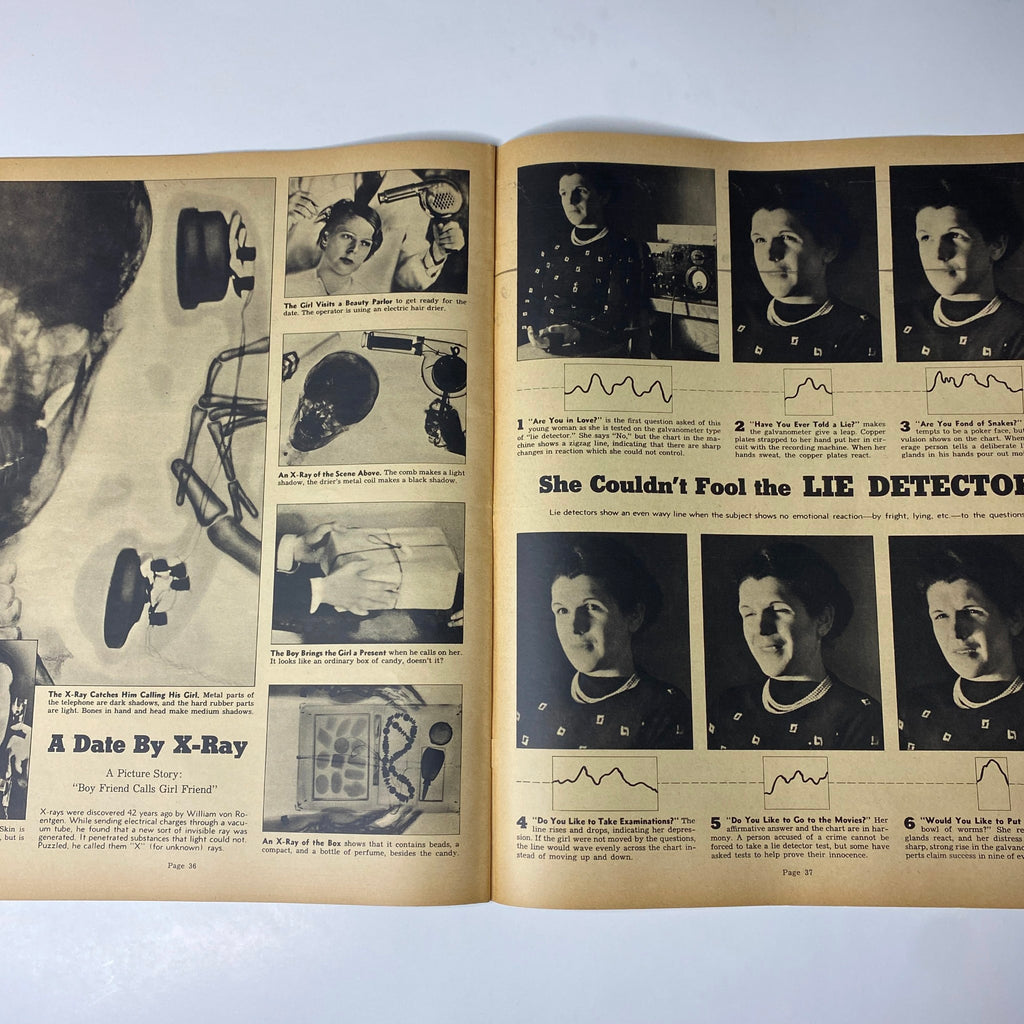 The Girl Visits a Beauty Parlor to get ready for the
date. The operator is using an electric hair drier.
An X-Ray of the Scene Above. The comb makes a light
shadow, the drier's metal coil makes a black shadow.
The Boy Brings the Girl a Present when he calls on her.
It looks like an ordinary box of candy, doesn't it?
The X-Ray Catches Him Calling His Girl. Metal parts of
the telephone are dark shadows, and the hard rubber parts
are light. Bones in hand and head make medium shadows.
A Date By X-Ray
A Picture Story:
"Boy Friend Calls Girl Friend"
Skin is
but is
X-rays were discovered 42 years ago by William von Ro-
entgen. While sending electrical charges through a vacu-
um tube, he found that a new sort of invisible ray was
generated. It penetrated substances that light could not.
Puzzled, he called them "X" (for unknown) rays.
An X-Ray of the Box shows that it contains beads, a
compact, and a bottle of perfume, besides the candy.
Page 36
1 "Are You in Love?" is the first question asked of this
young woman as she is tested on the galvanometer type
of "lie detector." She says "No," but the chart in the ma-
chine shows a zigzag line, indicating that there are sharp
changes in reaction which she could not control.
2 "Have You Ever Told a Lie?" makes
the galvanometer give a leap. Copper
plates strapped to her hand put her in cir-
cuit with the recording machine. When her
hands sweat, the copper plates react.
3 "Are You Fond of Snakes?"
tempts to be a poker face, but
vulsion shows on the chart. When
erage person tells a deliberate
glands in his hands pour out mo
She Couldn't Fool the LIE DETECTO
Lie detectors show an even wavy line when the subject shows no emotional reaction—by fright, lying, etc.—to the question
4 "Do You Like to Take Examinations?" The
line rises and drops, indicating her depres-
sion. If the girl were not moved by the questions,
the line would wave evenly across the chart in-
stead of moving up and down.
5 "Do You Like to Go to the Movies?" Her
affirmative answer and the chart are in har-
mony. A person accused of a crime cannot be
forced to take a lie detector test, but some have
asked tests to help prove their innocence.
6 "Would You Like to Put
bowl of worms?" She re
glands react, and her distress
sharp, strong rise in the galvan
perts claim success in nine of ev
Page 37